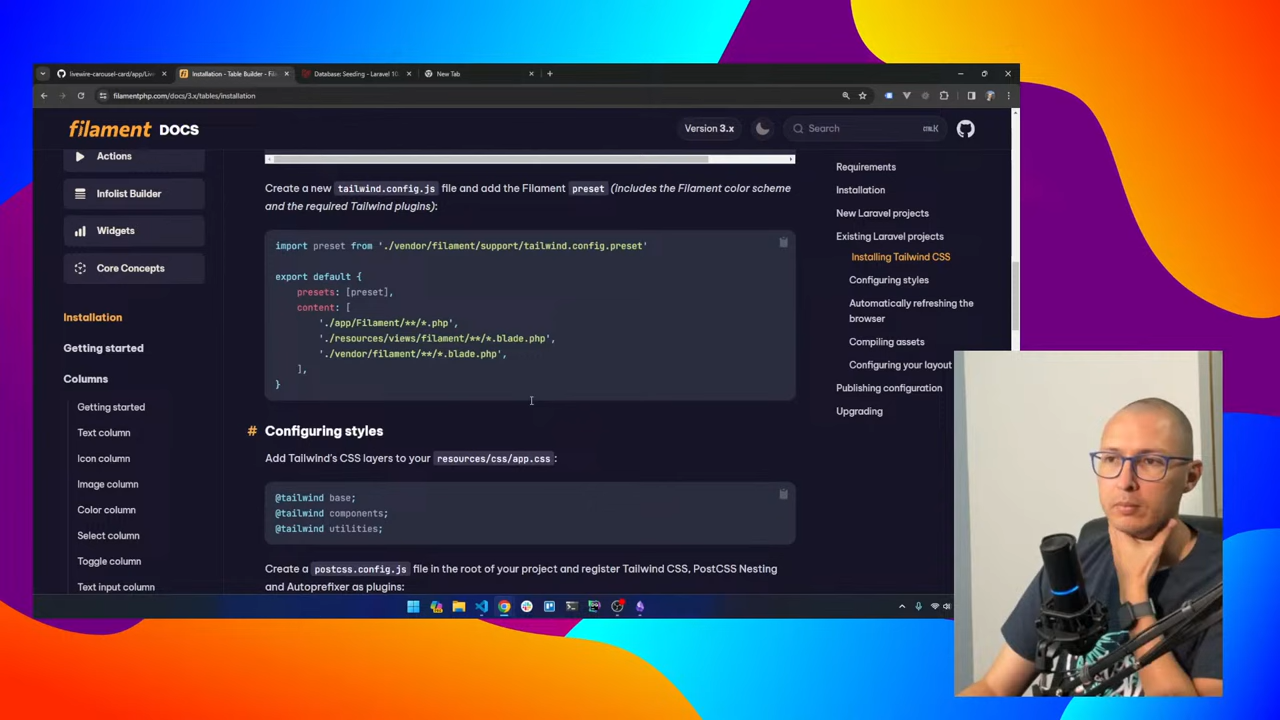 livewire-carousel-card/app/Liv
Installation - Table Builder - Fil
Database: Seeding - Laravel 10
New Tab
filamentphp.com/docs/3.x/tables/installation
filament DOCS
Version 3.x
Search
K
Actions
Infolist Builder
Widgets
Core Concepts
Installation
Getting started
Columns
Getting started
Text column
Icon column
Image column
Color column
Select column
Toggle column
Text input column
Create a new tailwind.config.js file and add the Filament preset (includes the Filament color scheme
and the required Tailwind plugins):
import preset from './vendor/filament/support/tailwind.config.preset'
export default {
presets: [preset],
content: [
'./app/Filament/**/*.php',
'./resources/views/filament/**/*.blade.php',
'./vendor/filament/**/*.blade.php',
],
}
# Configuring styles
Add Tailwind's CSS layers to your resources/css/app.css:
@tailwind base;
@tailwind components;
@tailwind utilities;
Create a postcss.config.js file in the root of your project and register Tailwind CSS, PostCSS Nesting
and Autoprefixer as plugins:
Requirements
Installation
New Laravel projects
Existing Laravel projects
Installing Tailwind CSS
Configuring styles
Automatically refreshing the
browser
Compiling assets
Configuring your layout
Publishing configuration
Upgrading